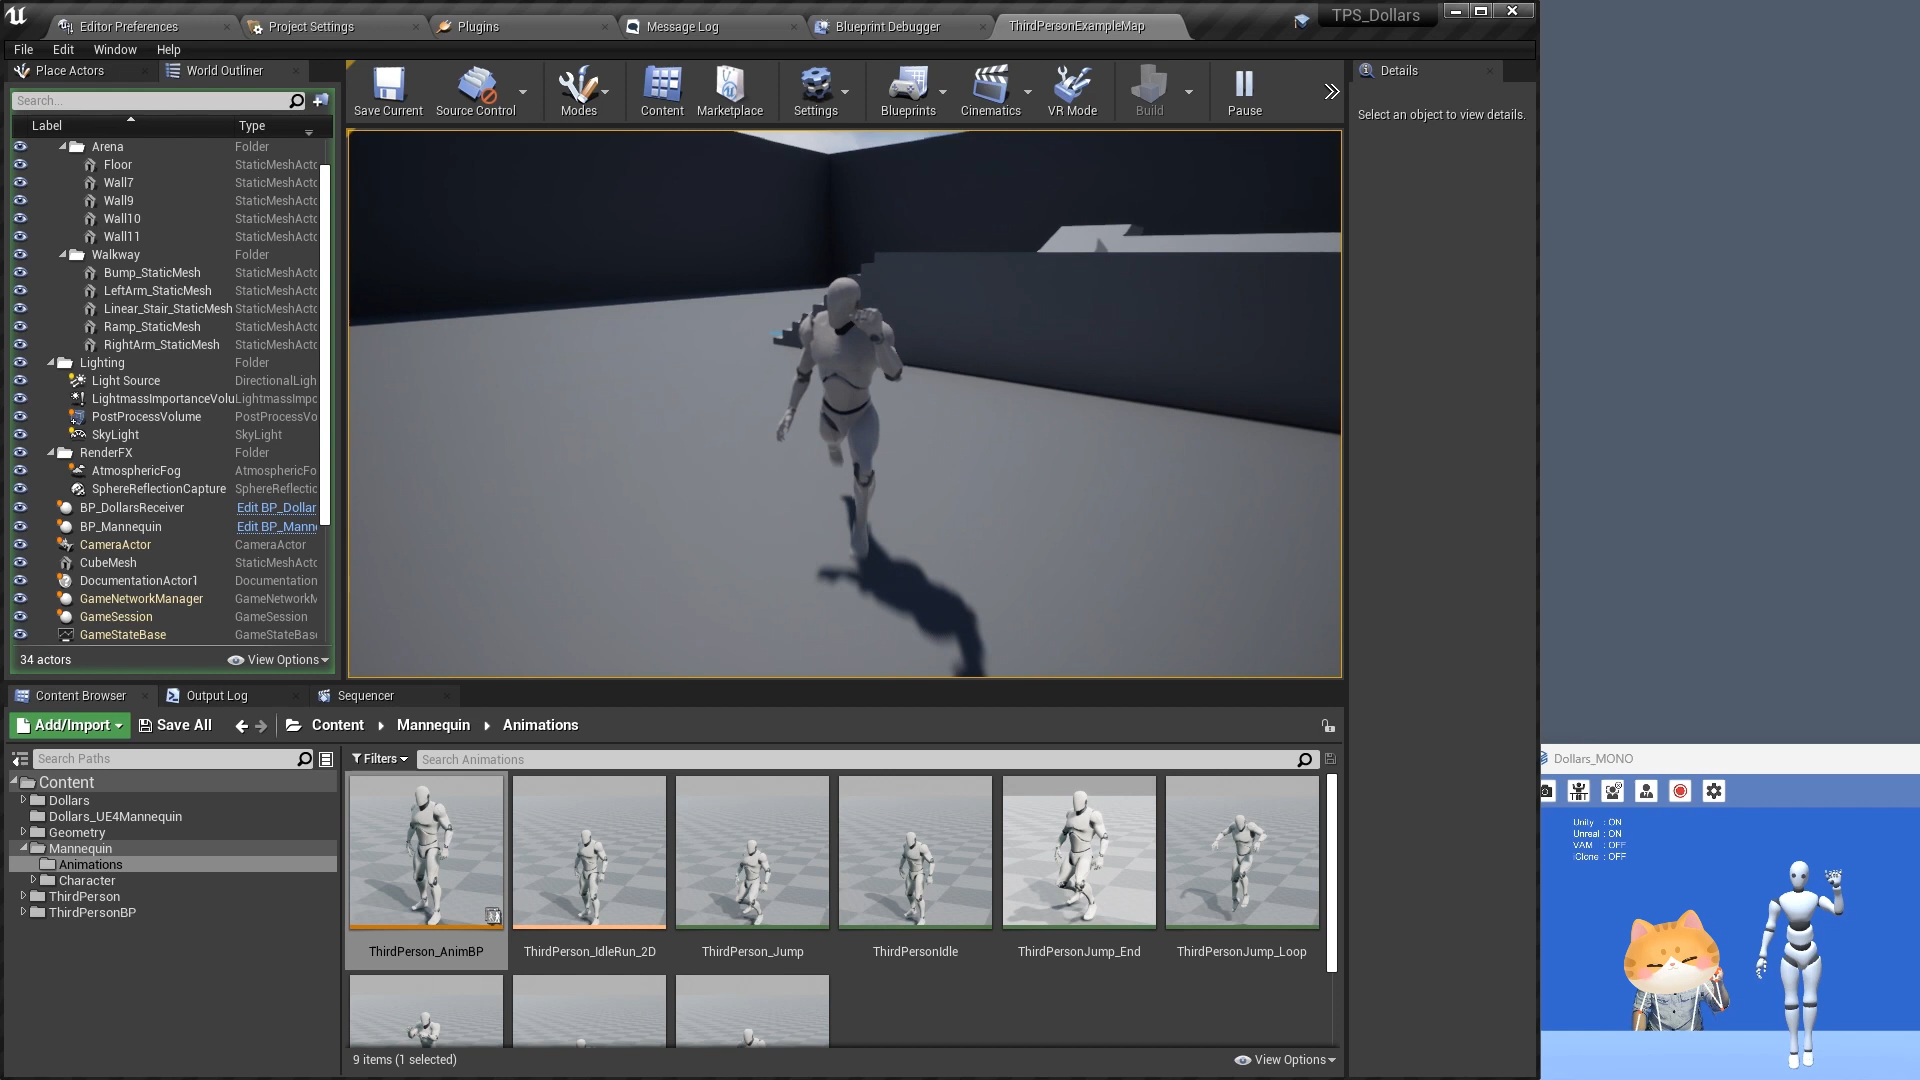 Editor Preferences
Project Settings
Plugins
Message Log
Blueprint Debugger
ThirdPersonExampleMap
TPS_Dollars
File Edit Window Help
Place Actors
World Outliner
Search...
Label Type
Arena Folder
Floor StaticMeshActo
Wall7 StaticMeshActo
Wall9 StaticMeshActo
Wall10 StaticMeshActo
Wall11 StaticMeshActo
Walkway Folder
Bump_StaticMesh StaticMeshActo
LeftArm_StaticMesh StaticMeshActo
Linear_Stair_StaticMesh StaticMeshActo
Ramp_StaticMesh StaticMeshActo
RightArm_StaticMesh StaticMeshActo
Lighting Folder
Light Source DirectionalLigh
LightmassImportanceVolu LightmassImpo
PostProcessVolume PostProcessVo
SkyLight SkyLight
RenderFX Folder
AtmosphericFog AtmosphericFo
SphereReflectionCapture SphereReflectic
BP_DollarsReceiver Edit BP_Dollar
BP_Mannequin Edit BP_Manne
CameraActor CameraActor
CubeMesh StaticMeshActo
DocumentationActor1 Documentation
GameNetworkManager GameNetworkM
GameSession GameSession
GameStateBase GameStateBase
34 actors
View Options
Save Current
Source Control
Modes
Content
Marketplace
Settings
Blueprints
Cinematics
VR Mode
Build
Pause
Details
Select an object to view details.
Content Browser
Output Log
Sequencer
Add/Import
Save All
Content
Mannequin
Animations
Search Paths
Filters
Search Animations
Content
Dollars
Dollars_UE4Mannequin
Geometry
Mannequin
Animations
Character
ThirdPerson
ThirdPersonBP
ThirdPerson_AnimBP
ThirdPerson_IdleRun_2D
ThirdPerson_Jump
ThirdPersonIdle
ThirdPersonJump_End
ThirdPersonJump_Loop
9 items (1 selected)
View Options
Dollars_MONO
Unity : ON
Unreal : ON
VAM : OFF
iClone : OFF